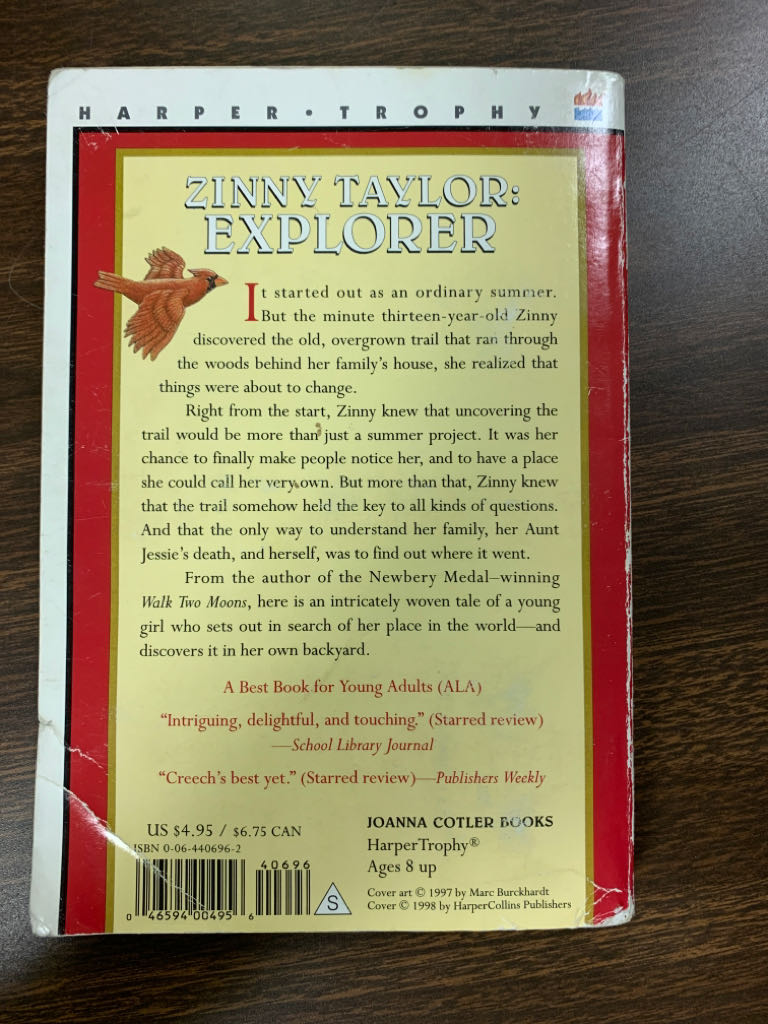 HARPER • TROPHY
ZINNY TAYLOR:
EXPLORER
It started out as an ordinary summer.
But the minute thirteen-year-old Zinny
discovered the old, overgrown trail that ran through
the woods behind her family's house, she realized that
things were about to change.
Right from the start, Zinny knew that uncovering the
trail would be more than just a summer project. It was her
chance to finally make people notice her, and to have a place
she could call her very own. But more than that, Zinny knew
that the trail somehow held the key to all kinds of questions.
And that the only way to understand her family, her Aunt
Jessie's death, and herself, was to find out where it went.
From the author of the Newbery Medal–winning
Walk Two Moons, here is an intricately woven tale of a young
girl who sets out in search of her place in the world—and
discovers it in her own backyard.
A Best Book for Young Adults (ALA)
"Intriguing, delightful, and touching." (Starred review)
—School Library Journal
"Creech's best yet." (Starred review)—Publishers Weekly
US $4.95 / $6.75 CAN
ISBN 0-06-440696-2
40696
0 46594 00495 6
S
JOANNA COTLER BOOKS
HarperTrophy®
Ages 8 up
Cover art © 1997 by Marc Burckhardt
Cover © 1998 by HarperCollins Publishers